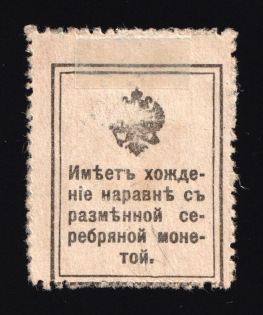 Имѣетъ хожде-
ніе наравнѣ съ
размѣнной се-
ребряной моне-
той.